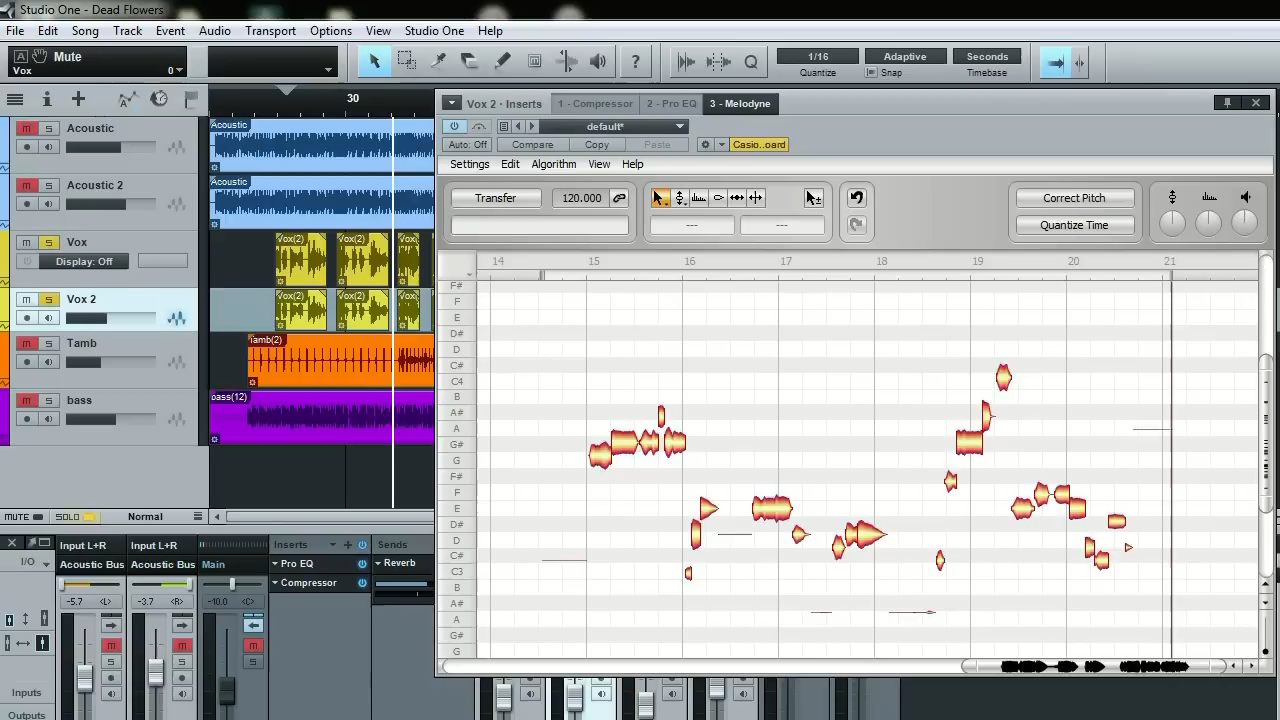 Studio One - Dead Flowers
File Edit Song Track Event Audio Transport Options View Studio One Help
A Mute
Vox 0
1/16 Quantize
Adaptive Snap
Seconds Timebase
30
Vox 2 · Inserts 1 - Compressor 2 - Pro EQ 3 - Melodyne
default*
Auto: Off Compare Copy Paste Casio..oard
Settings Edit Algorithm View Help
Transfer 120.000 Correct Pitch
--- --- Quantize Time
14 15 16 17 18 19 20 21
F#
F
E
D#
D
C#
C4
B
A#
A
G#
G
F#
F
E
D#
D
C#
C3
B
A#
A
G#
G
M S Acoustic
M S Acoustic 2
M S Vox
Display: Off
M S Vox 2
M S Tamb
M S bass
Acoustic
Acoustic
Vox(2) Vox(2) Vox(2)
Vox(2) Vox(2) Vox(
Tamb(2)
bass(12)
MUTE SOLO Normal
I/O
Input L+R Input L+R Main
Acoustic Bus Acoustic Bus
-5.7 <L> -3.7 <R> -10.0 <C>
Inserts Sends
Pro EQ Reverb
Compressor
M M M
S S S
Inputs
Outputs